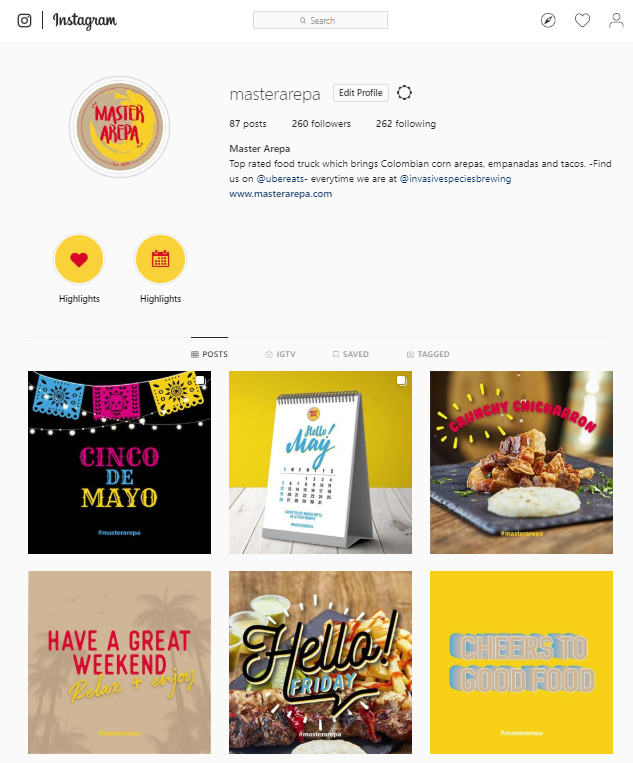 Instagram
Search
MASTER
AREPA
masterarepa Edit Profile
87 posts 260 followers 262 following
Master Arepa
Top rated food truck which brings Colombian corn arepas, empanadas and tacos. -Find
us on @ubereats- everytime we are at @invasivespeciesbrewing
www.masterarepa.com
Highlights Highlights
POSTS IGTV SAVED TAGGED
CINCO
DE
MAYO
#masterarepa
MASTER
AREPA
Hello!
May
#MASTERAREPA
CRUNCHY CHICHARRON
#masterarepa
HAVE A GREAT
WEEKEND
Relax + enjoy
#masterarepa
Hello!
FRIDAY
#masterarepa
CHEERS TO
GOOD FOOD
#masterarepa